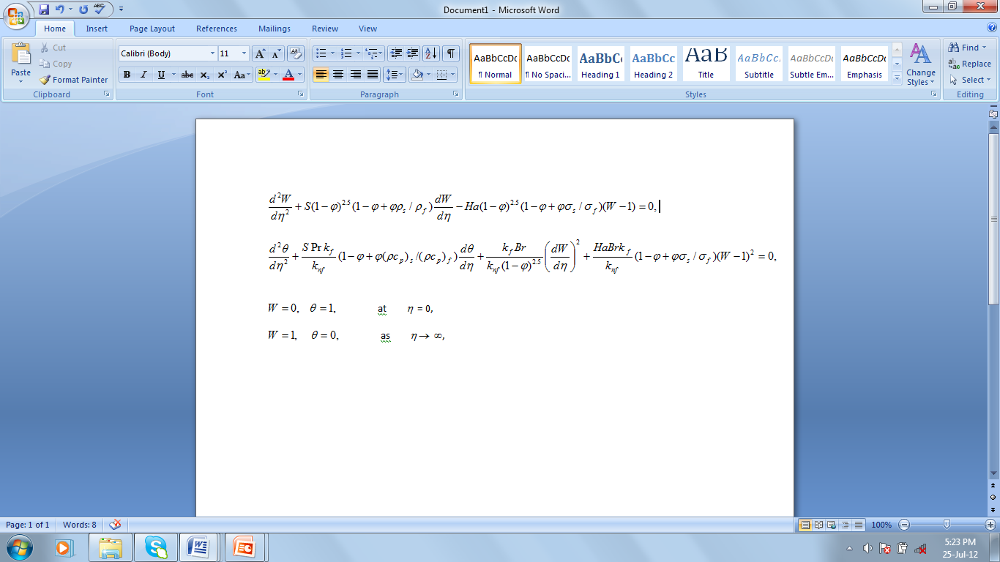 Document1 - Microsoft Word
Home Insert Page Layout References Mailings Review View
Paste
Cut
Copy
Format Painter
Clipboard
Calibri (Body) 11
B I U abc x₂ x² Aa
Font
Paragraph
AaBbCcDc AaBbCcDc AaBbC AaBbCc AaB AaBbCc. AaBbCcDc AaBbCcDc
¶ Normal ¶ No Spaci... Heading 1 Heading 2 Title Subtitle Subtle Em... Emphasis
Change Styles
Styles
Find
Replace
Select
Editing
d²W/dη² + S(1−φ)^2.5 (1−φ+φρ_s / ρ_f) dW/dη − Ha(1−φ)^2.5 (1−φ+φσ_s / σ_f)(W −1) = 0,
d²θ/dη² + S Pr k_f/k_nf (1−φ+φ(ρc_p)_s /(ρc_p)_f) dθ/dη + k_f Br/k_nf (1−φ)^2.5 (dW/dη)² + HaBrk_f/k_nf (1−φ+φσ_s / σ_f)(W −1)² = 0,
W = 0, θ = 1, at η = 0,
W = 1, θ = 0, as η → ∞,
Page: 1 of 1 Words: 8 100%
5:23 PM
25-Jul-12